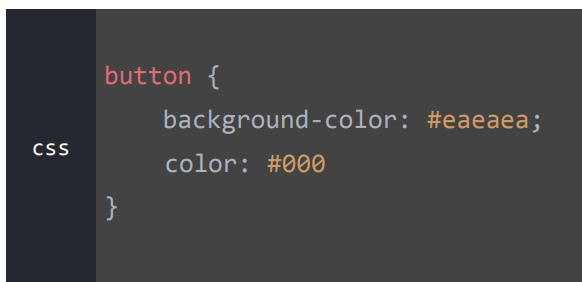 css
button {
background-color: #eaeaea;
color: #000
}